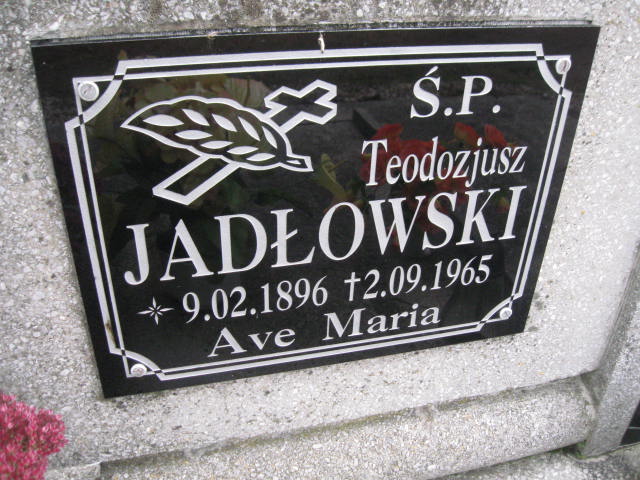 Ś.P.
Teodozjusz
JADŁOWSKI
9.02.1896 †2.09.1965
Ave Maria